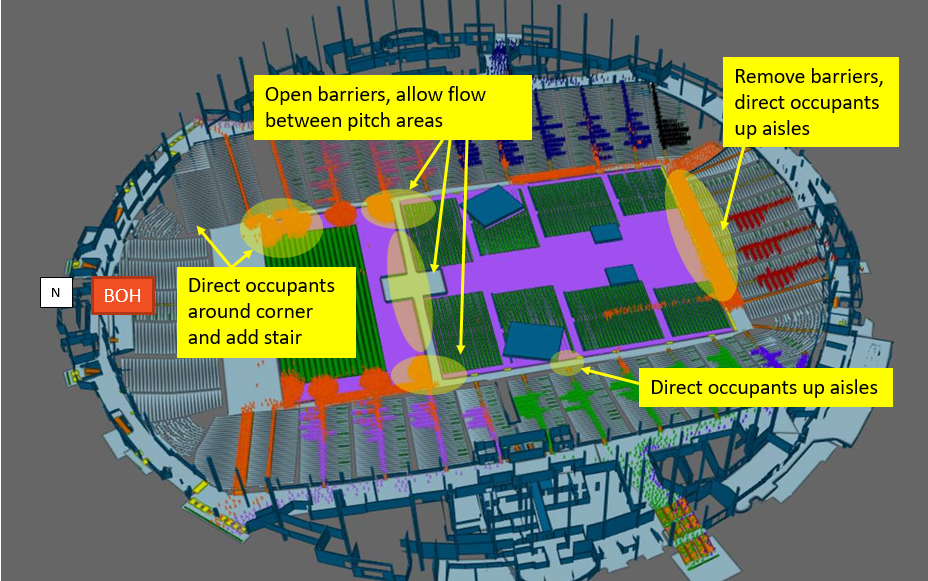 Open barriers, allow flow
between pitch areas
Remove barriers,
direct occupants
up aisles
Direct occupants
around corner
and add stair
N
BOH
Direct occupants up aisles